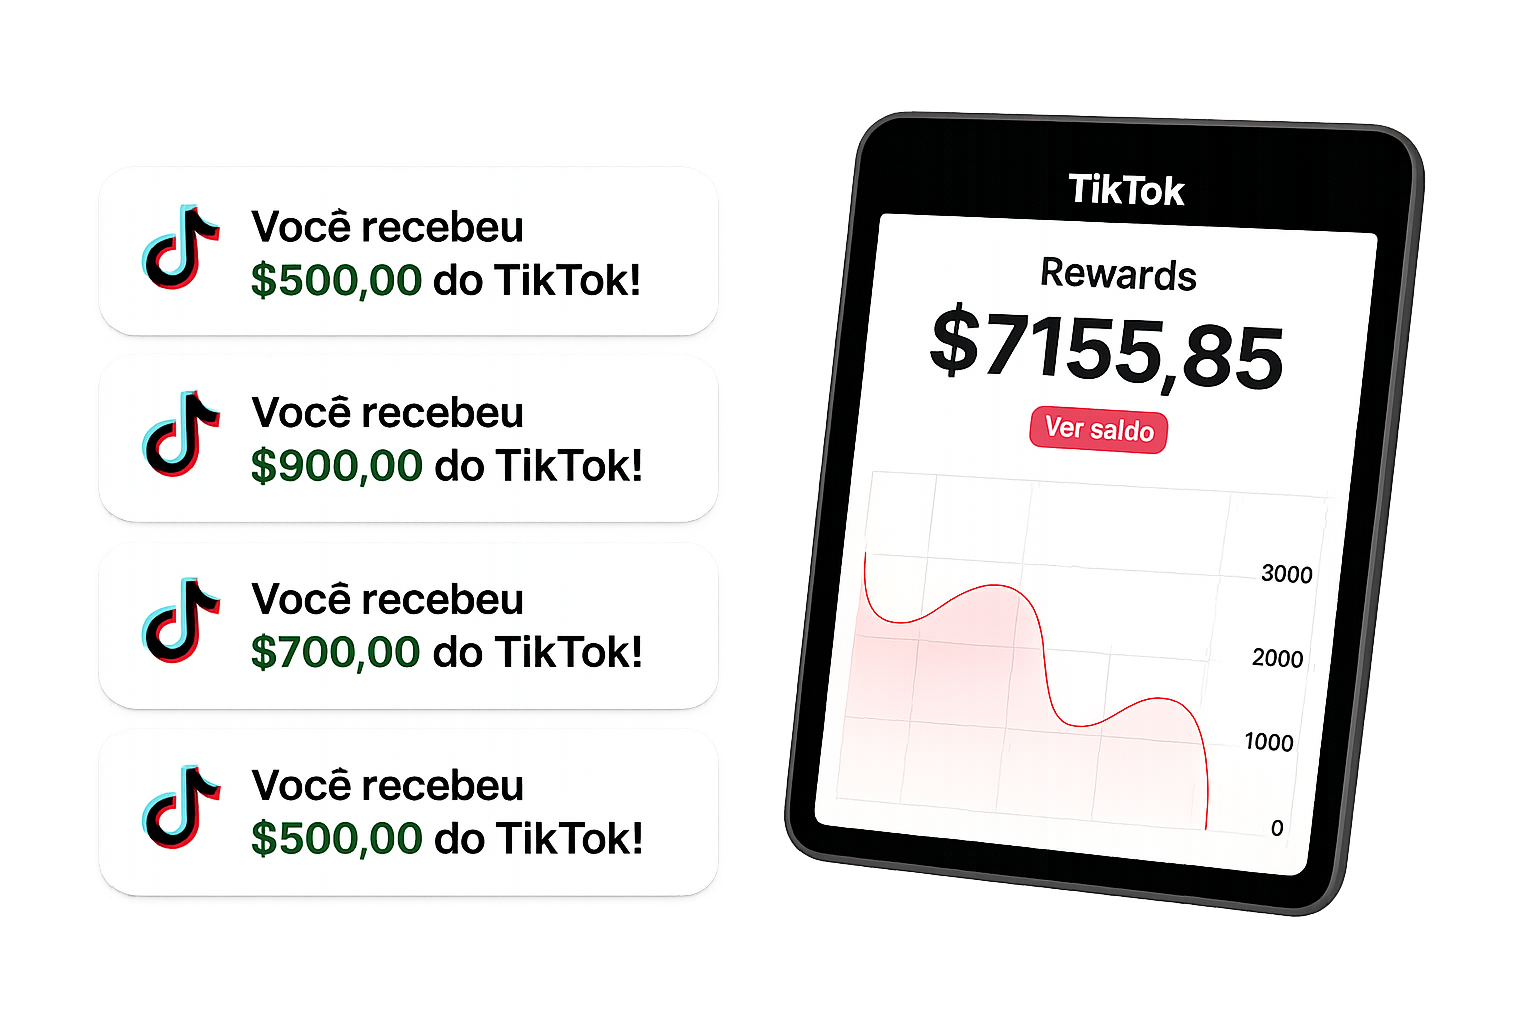 Você recebeu
$500,00 do TikTok!
Você recebeu
$900,00 do TikTok!
Você recebeu
$700,00 do TikTok!
Você recebeu
$500,00 do TikTok!
TikTok
Rewards
$7155,85
Ver saldo
3000
2000
1000
0